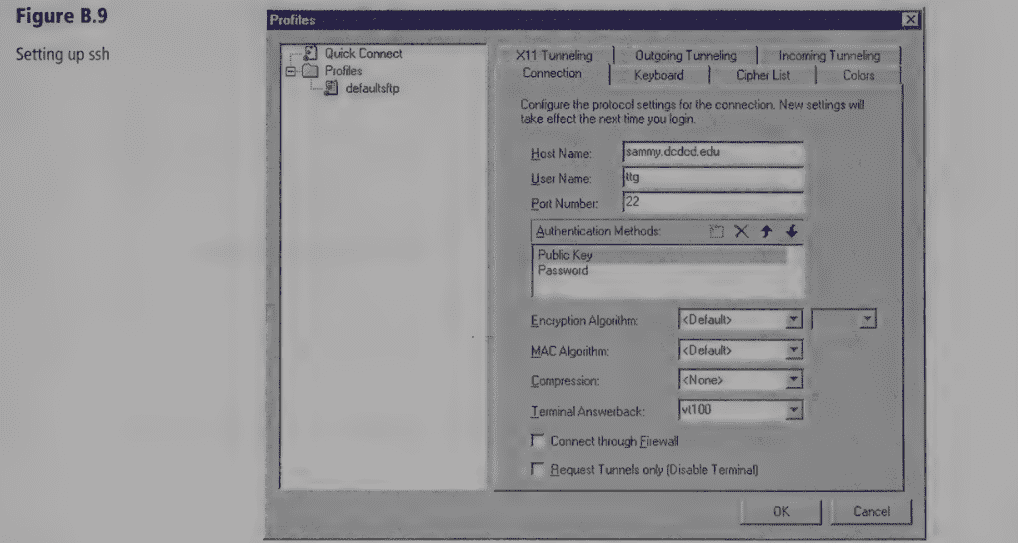 Figure B.9
Setting up ssh
Profiles
Quick Connect
Profiles
defaultsftp
X11 Tunneling
Outgoing Tunneling
Incoming Tunneling
Connection
Keyboard
Cipher List
Colors
Configure the protocol settings for the connection. New settings will
take effect the next time you login.
Host Name: sammy.dcdcd.edu
User Name: ttg
Port Number: 22
Authentication Methods:
Public Key
Password
Encryption Algorithm: <Default>
MAC Algorithm: <Default>
Compression: <None>
Terminal Answerback: vt100
Connect through Firewall
Request Tunnels only (Disable Terminal)
OK
Cancel